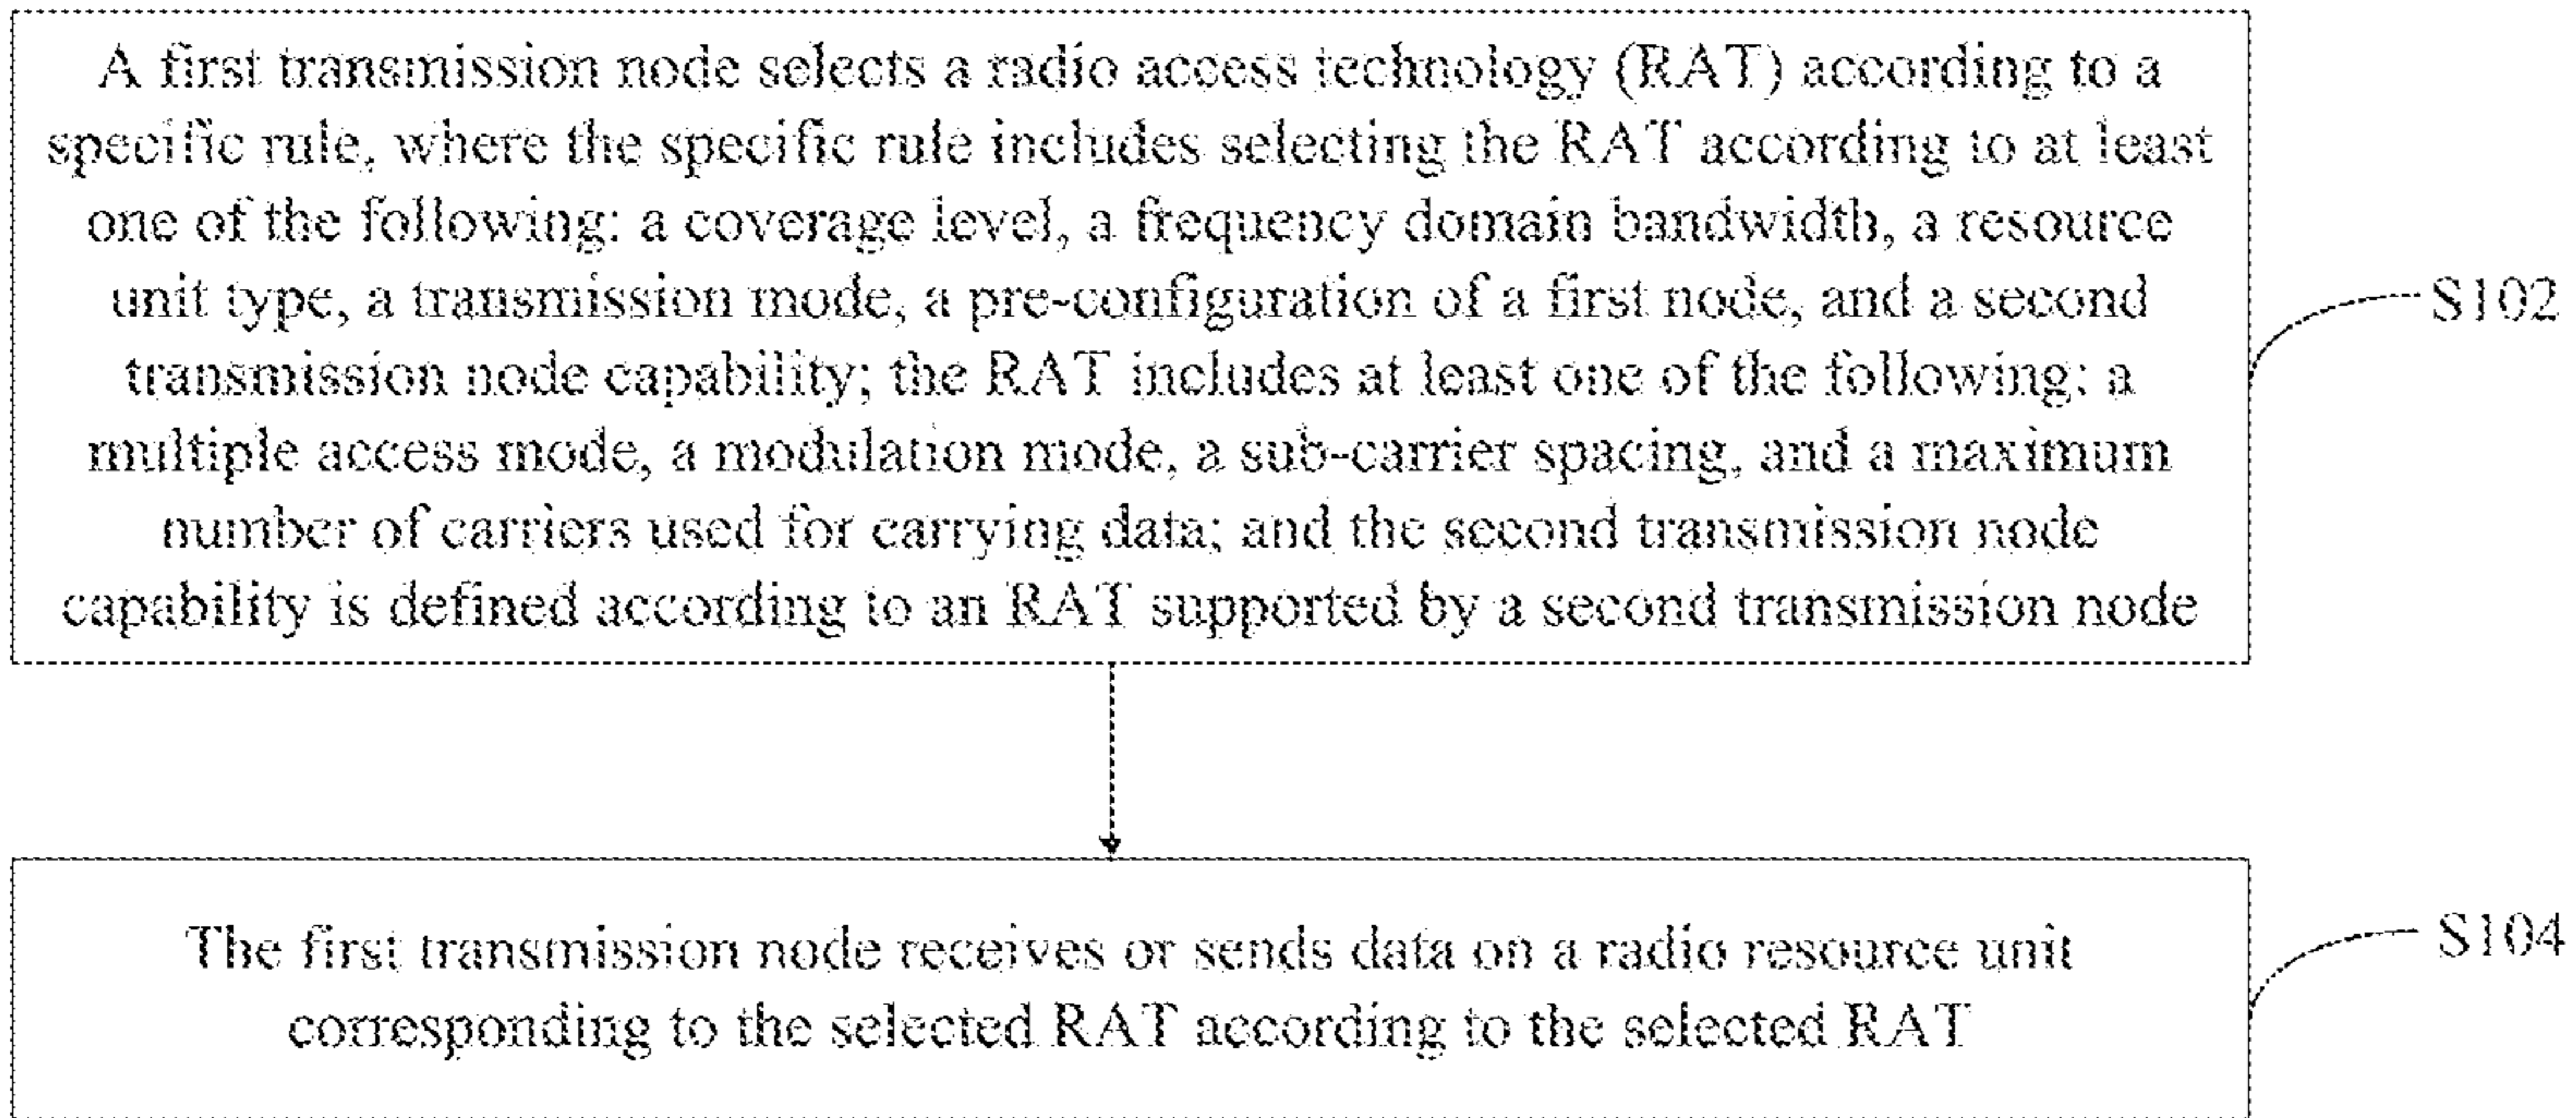 A first transmission node selects a radio access technology (RAT) according to a
specific rule, where the specific rule includes selecting the RAT according to at least
one of the following: a coverage level, a frequency domain bandwidth, a resource
unit type, a transmission mode, a pre-configuration of a first node, and a second
transmission node capability; the RAT includes at least one of the following: a
multiple access mode, a modulation mode, a sub-carrier spacing, and a maximum
number of carriers used for carrying data; and the second transmission node
capability is defined according to an RAT supported by a second transmission node
S102
The first transmission node receives or sends data on a radio resource unit
corresponding to the selected RAT according to the selected RAT
S104